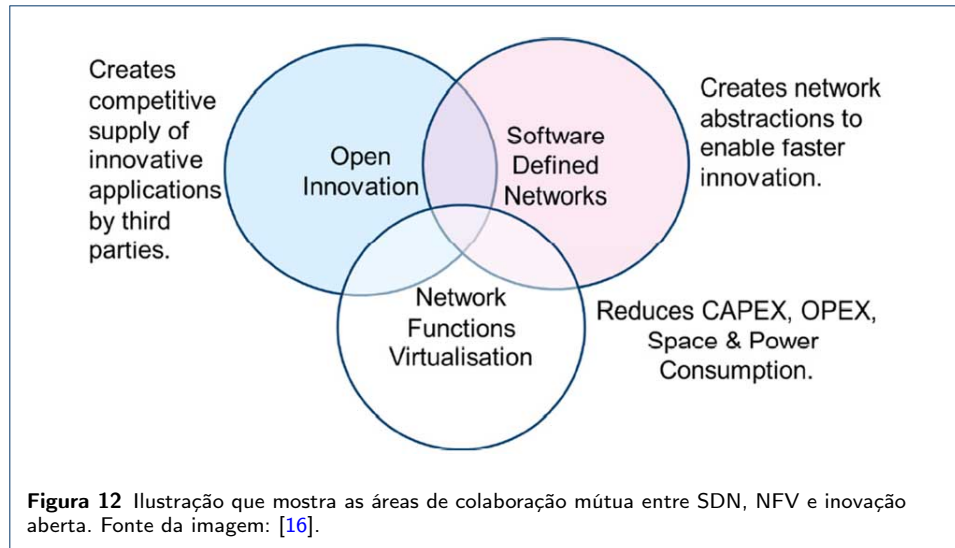 Creates
competitive
supply of
innovative
applications
by third
parties.
Open
Innovation
Software
Defined
Networks
Creates network
abstractions to
enable faster
innovation.
Network
Functions
Virtualisation
Reduces CAPEX, OPEX,
Space & Power
Consumption.
Figura 12 Ilustração que mostra as áreas de colaboração mútua entre SDN, NFV e inovação
aberta. Fonte da imagem: [16].